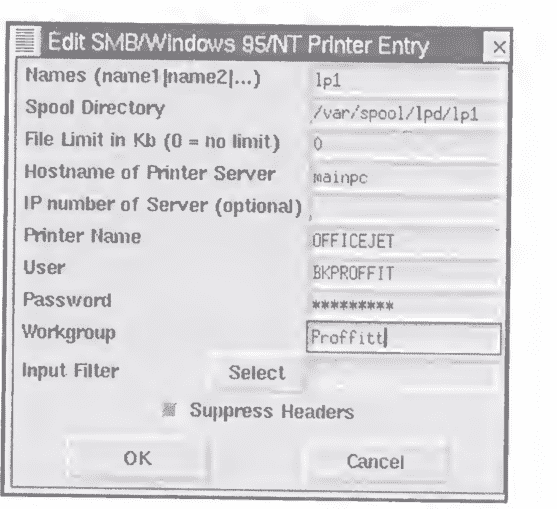 Edit SMB/Windows 95/NT Printer Entry
Names (name1|name2|...) lp1
Spool Directory /var/spool/lpd/lp1
File Limit in Kb (0 = no limit) 0
Hostname of Printer Server mainpc
IP number of Server (optional)
Printer Name OFFICEJET
User BKPROFFIT
Password *********
Workgroup Proffitt
Input Filter Select
Suppress Headers
OK Cancel